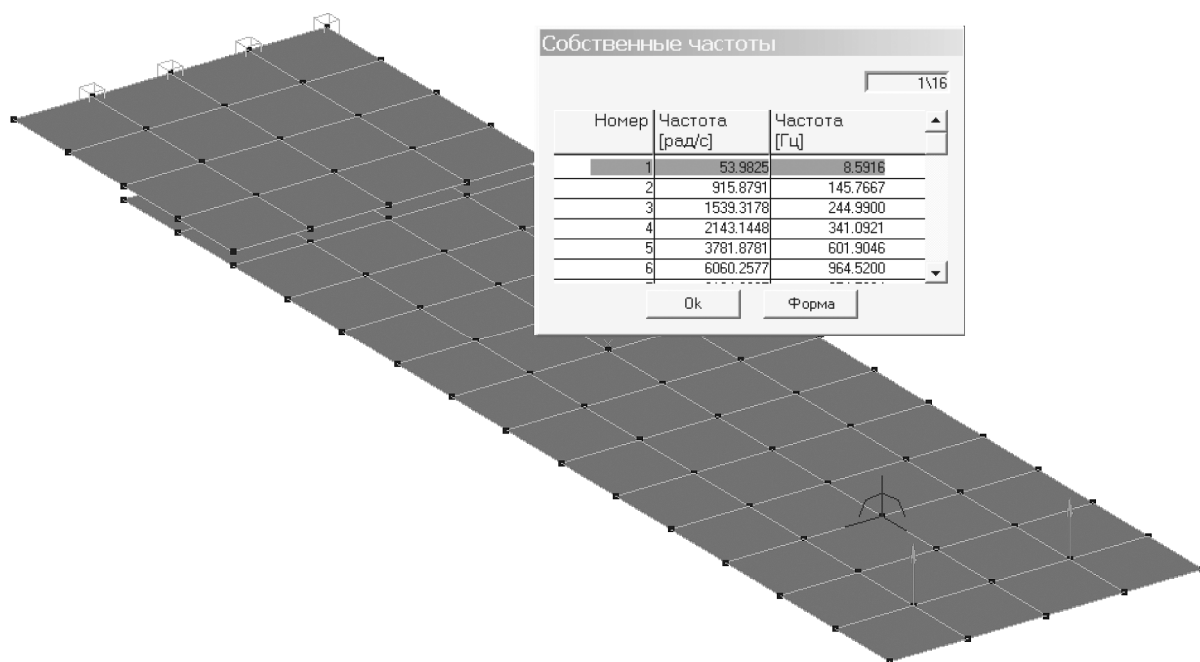 Собственные частоты
1\16
Номер Частота [рад/с] Частота [Гц]
1 53.9825 8.5916
2 915.8791 145.7667
3 1539.3178 244.9900
4 2143.1448 341.0921
5 3781.8781 601.9046
6 6060.2577 964.5200
Ok Форма